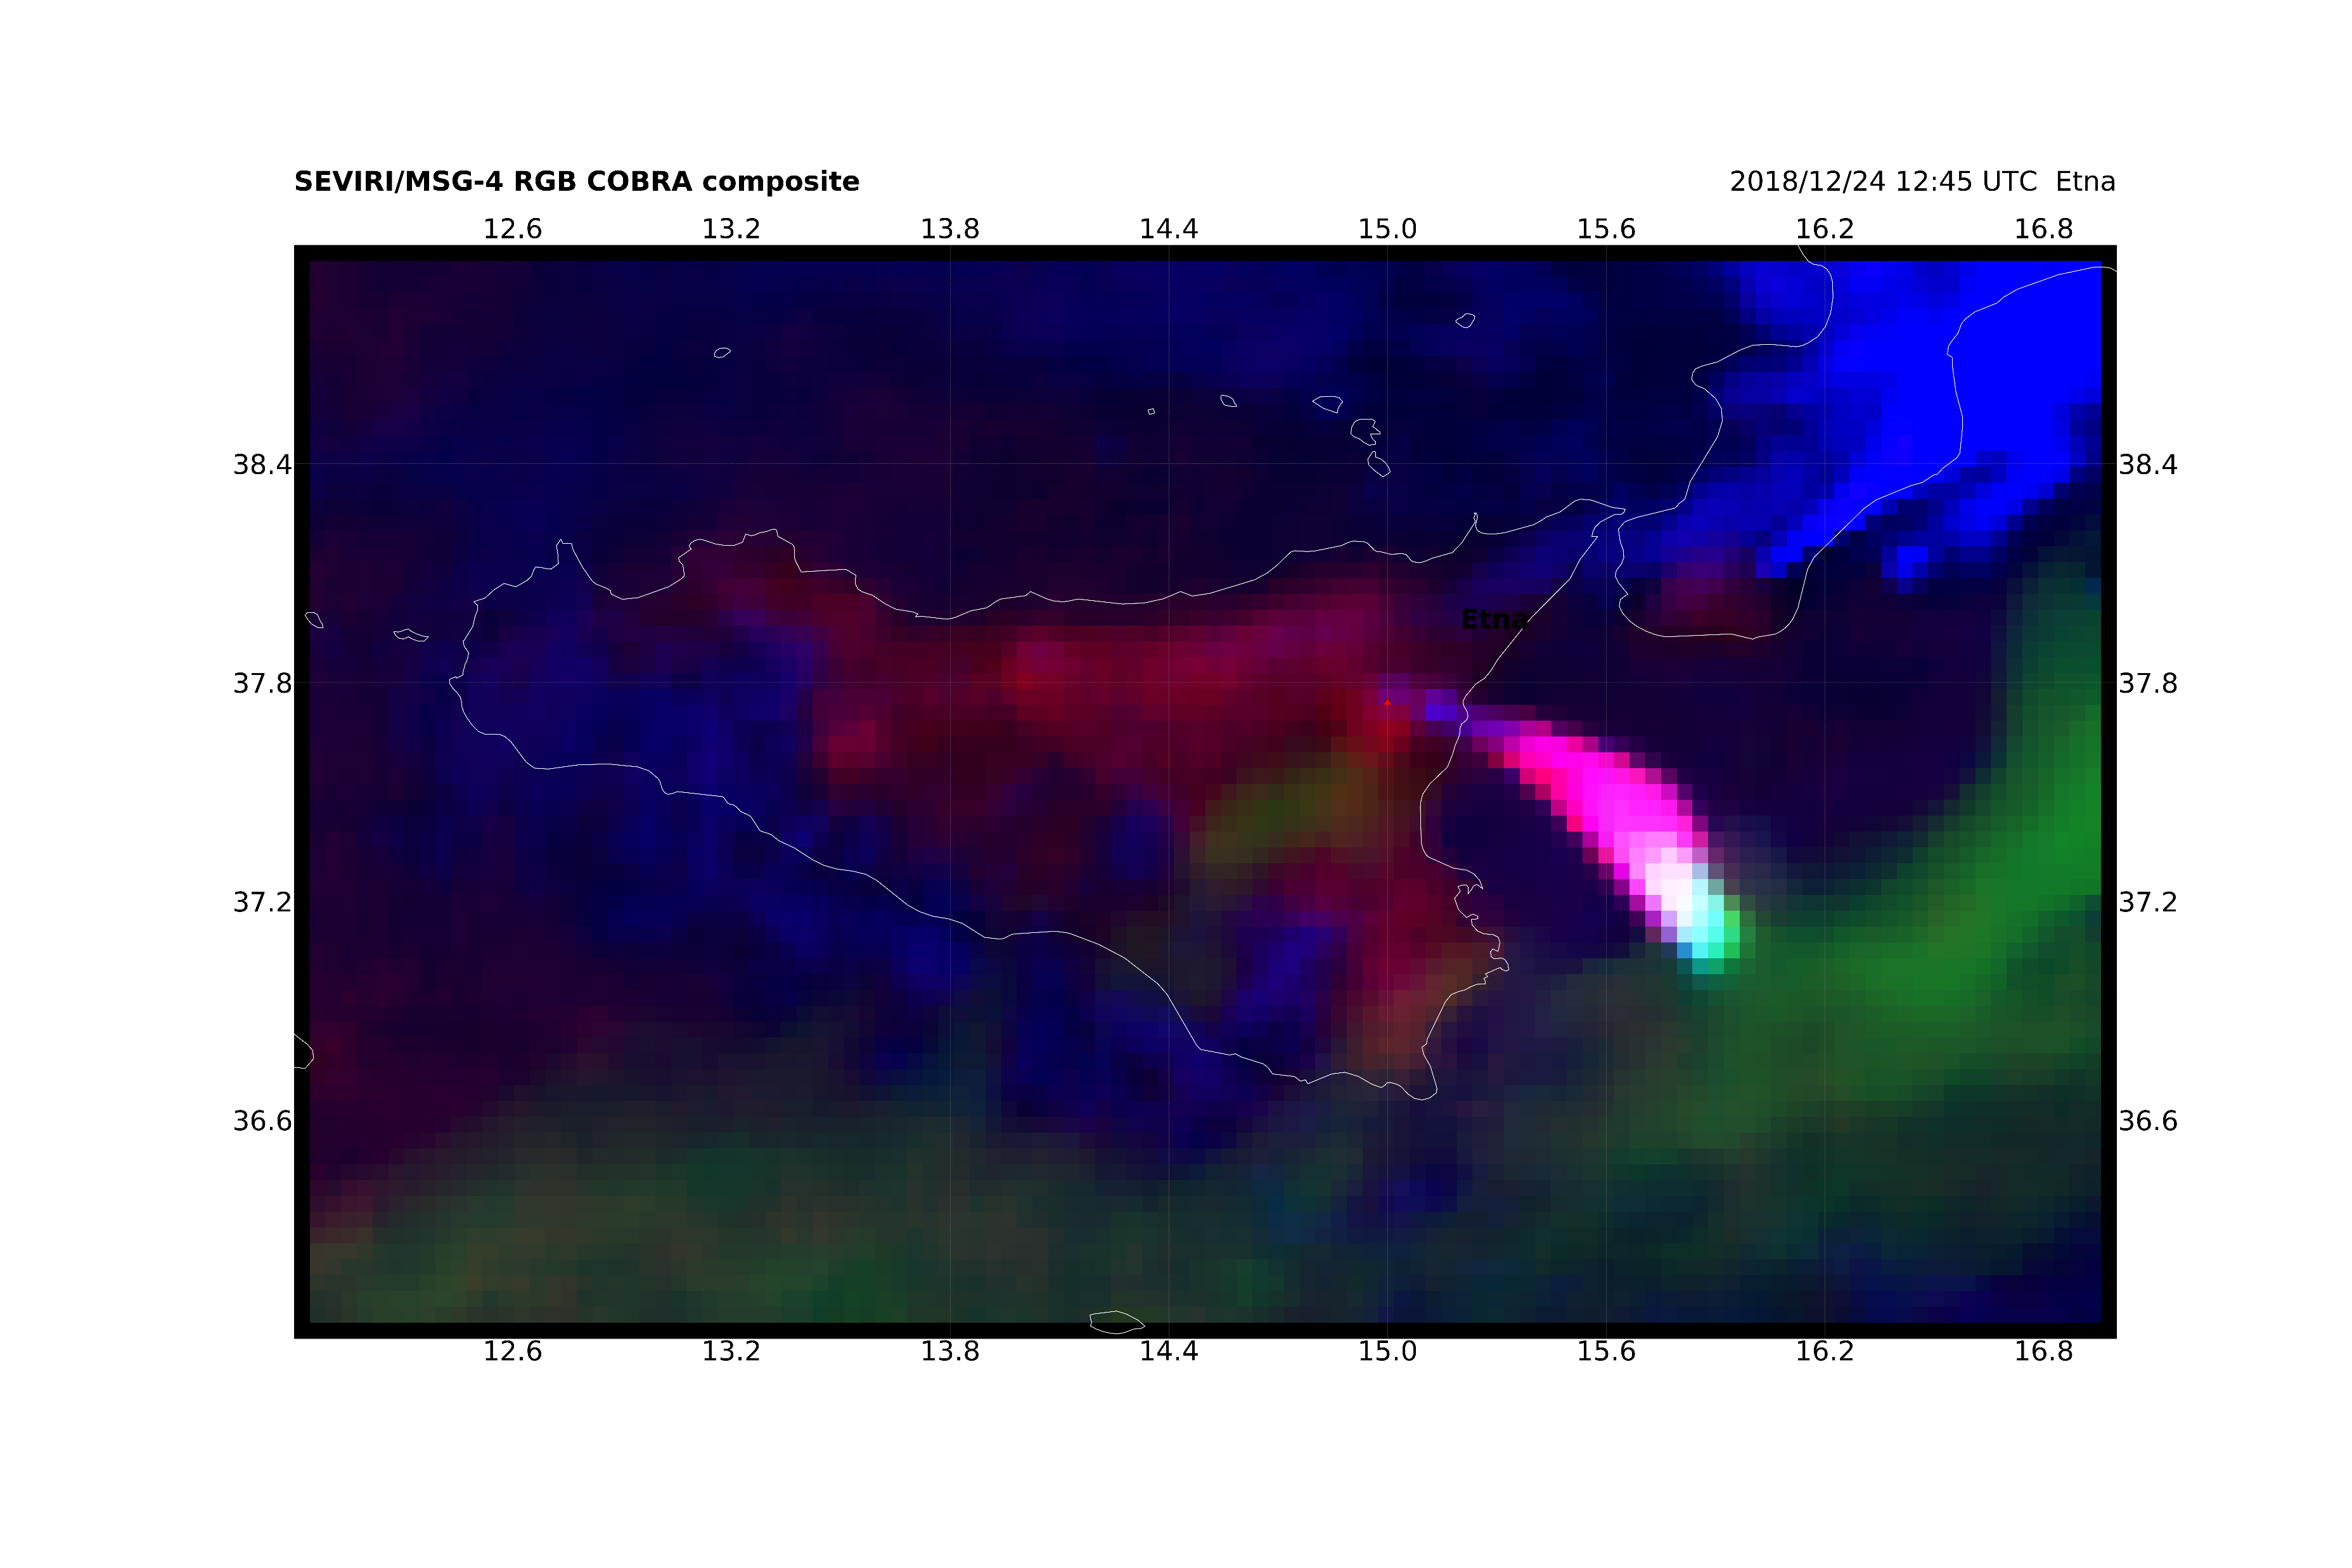 SEVIRI/MSG-4 RGB COBRA composite
2018/12/24 12:45 UTC Etna
12.6 13.2 13.8 14.4 15.0 15.6 16.2 16.8
38.4 38.4
Etna
37.8 37.8
37.2 37.2
36.6 36.6
12.6 13.2 13.8 14.4 15.0 15.6 16.2 16.8